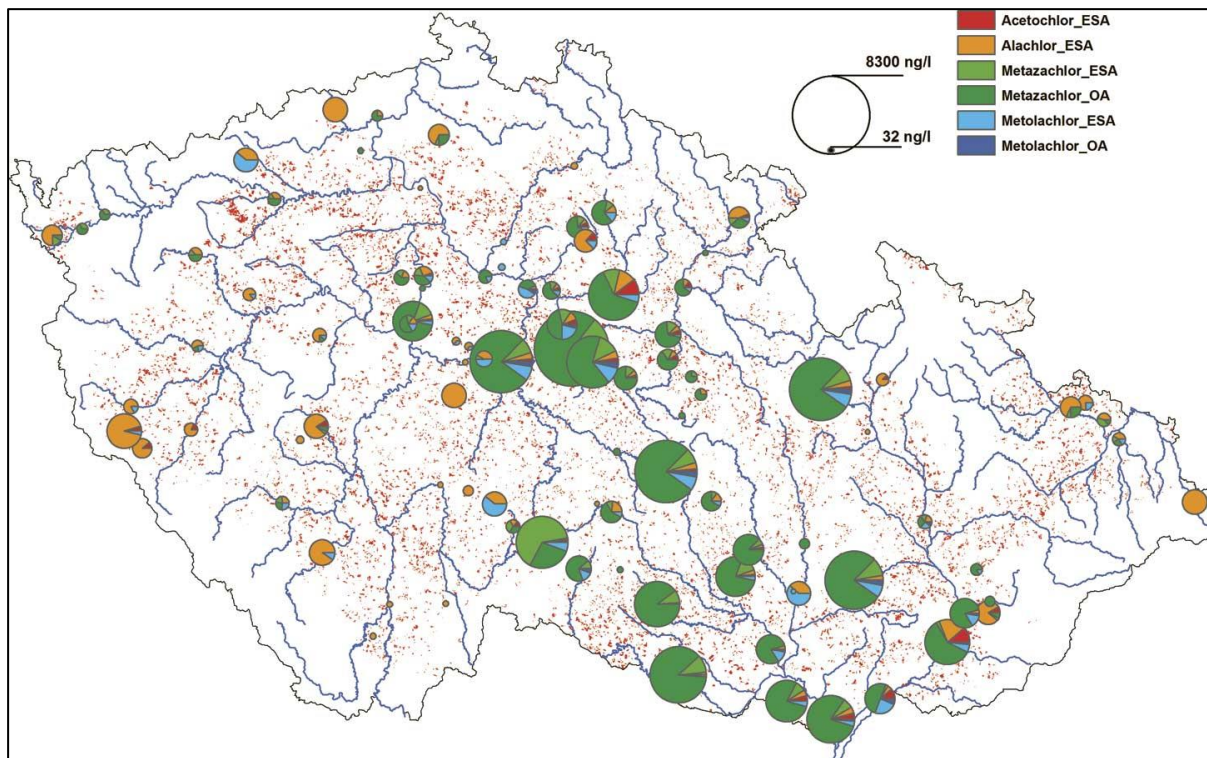 Acetochlor_ESA
Alachlor_ESA
Metazachlor_ESA
Metazachlor_OA
Metolachlor_ESA
Metolachlor_OA
8300 ng/l
32 ng/l